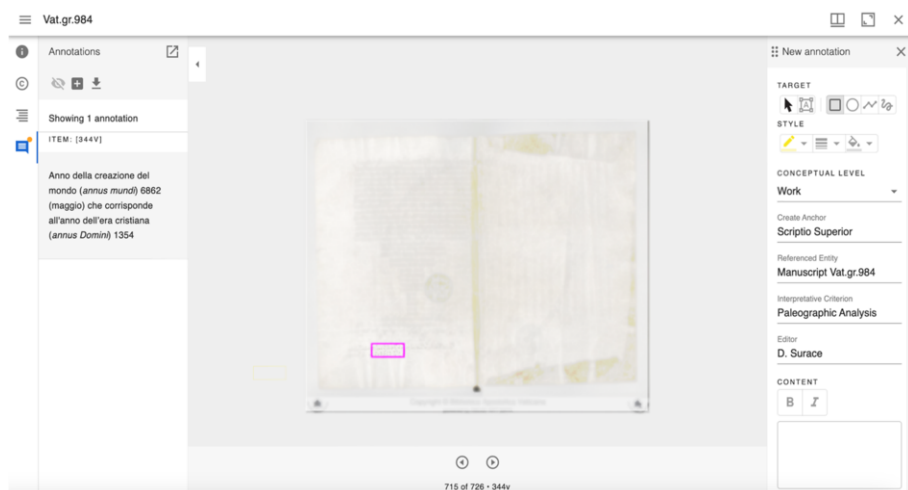 Vat.gr.984
Annotations
Showing 1 annotation
ITEM: [344V]
Anno della creazione del
mondo (annus mundi) 6862
(maggio) che corrisponde
all'anno dell'era cristiana
(annus Domini) 1354
715 of 726 • 344v
New annotation
TARGET
STYLE
CONCEPTUAL LEVEL
Work
Create Anchor
Scriptio Superior
Referenced Entity
Manuscript Vat.gr.984
Interpretative Criterion
Paleographic Analysis
Editor
D. Surace
CONTENT
B I